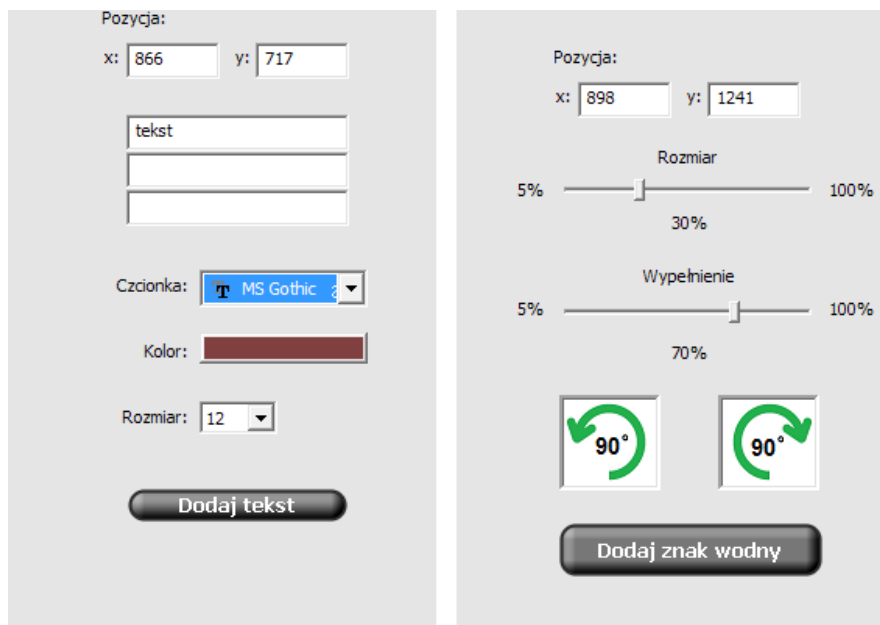 Pozycja:
x: 866 y: 717
tekst
Czcionka: MS Gothic
Kolor:
Rozmiar: 12
Dodaj tekst
Pozycja:
x: 898 y: 1241
Rozmiar
5% 100%
30%
Wypełnienie
5% 100%
70%
90° 90°
Dodaj znak wodny